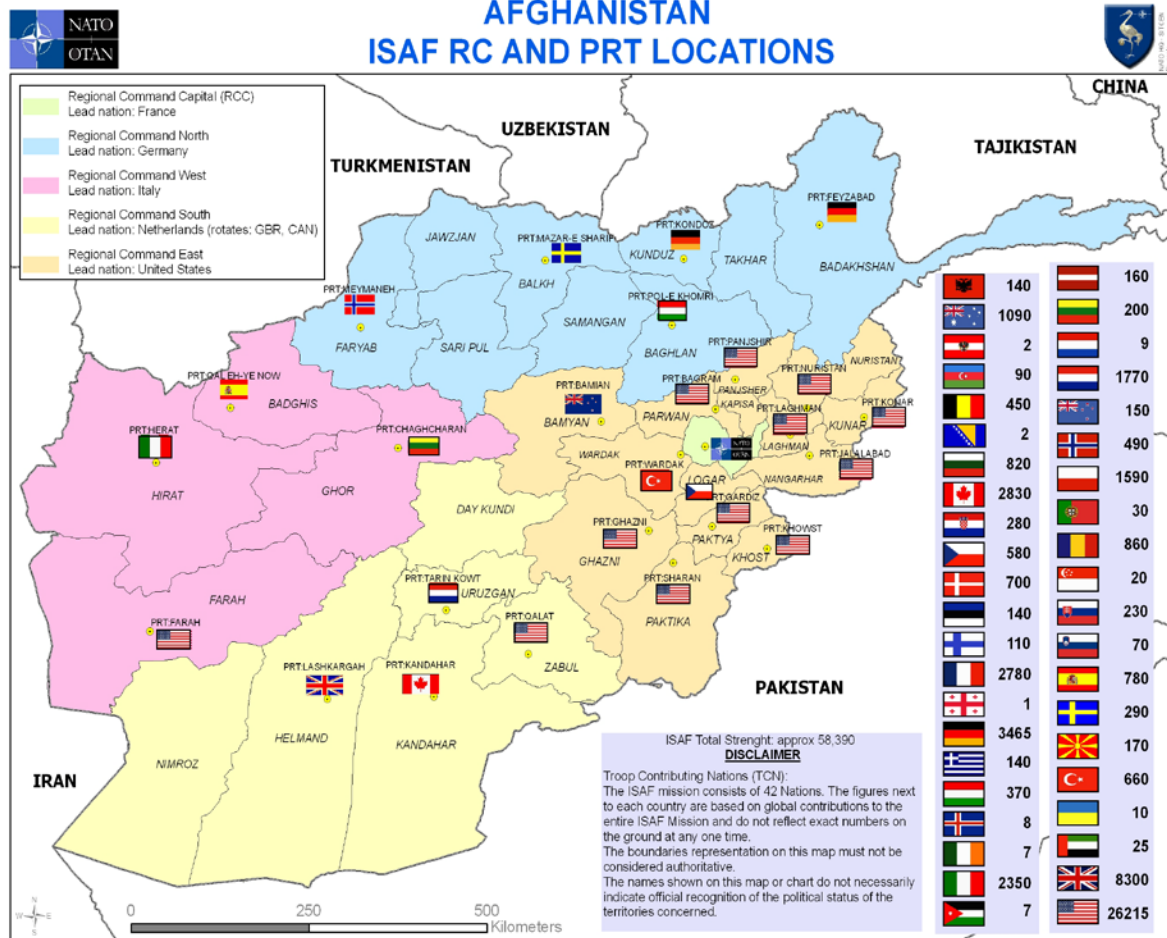 AFGHANISTAN
ISAF RC AND PRT LOCATIONS
NATO
OTAN
Regional Command Capital (RCC)
Lead nation: France
Regional Command North
Lead nation: Germany
Regional Command West
Lead nation: Italy
Regional Command South
Lead nation: Netherlands (rotates: GBR, CAN)
Regional Command East
Lead nation: United States
CHINA
UZBEKISTAN
TAJIKISTAN
TURKMENISTAN
PRT:FEYZABAD
PRT:KONDOZ
PRT:MAZAR-E SHARIF
JAWZJAN
KUNDUZ
TAKHAR
BADAKHSHAN
BALKH
PRT:MEYMANEH
PRT:POL-E KHOMRI
SAMANGAN
FARYAB
SARI PUL
BAGHLAN
PRT:PANJSHIR
NURISTAN
PRT:NURISTAN
PRT:QALEH-YE NOW
BADGHIS
PRT:BAMIAN
PRT:BAGRAM
PANJSHER
KAPISA
PRT:KONAR
PRT:LAGHMAN
PARWAN
BAMYAN
KUNAR
PRT:HERAT
PRT:CHAGHCHARAN
NATO
OTAN
LAGHMAN
WARDAK
PRT:JALALABAD
PRT:WARDAK
LOGAR
NANGARHAR
HIRAT
GHOR
DAY KUNDI
PRT:GARDIZ
PRT:GHAZNI
PRT:KHOWST
PAKTYA
GHAZNI
KHOST
PRT:TARIN KOWT
PRT:SHARAN
URUZGAN
FARAH
PRT:QALAT
PAKTIKA
PRT:FARAH
ZABUL
PRT:LASHKARGAH
PRT:KANDAHAR
PAKISTAN
HELMAND
KANDAHAR
NIMROZ
IRAN
ISAF Total Strenght: approx 58,390
DISCLAIMER
Troop Contributing Nations (TCN):
The ISAF mission consists of 42 Nations. The figures next
to each country are based on global contributions to the
entire ISAF Mission and do not reflect exact numbers on
the ground at any one time.
The boundaries representation on this map must not be
considered authoritative.
The names shown on this map or chart do not necessarily
indicate official recognition of the political status of the
territories concerned.
140
1090
2
90
450
2
820
2830
280
580
700
140
110
2780
1
3465
140
370
8
7
2350
7
160
200
9
1770
150
490
1590
30
860
20
230
70
780
290
170
660
10
25
8300
26215
N
W
E
S
0
250
500
Kilometers